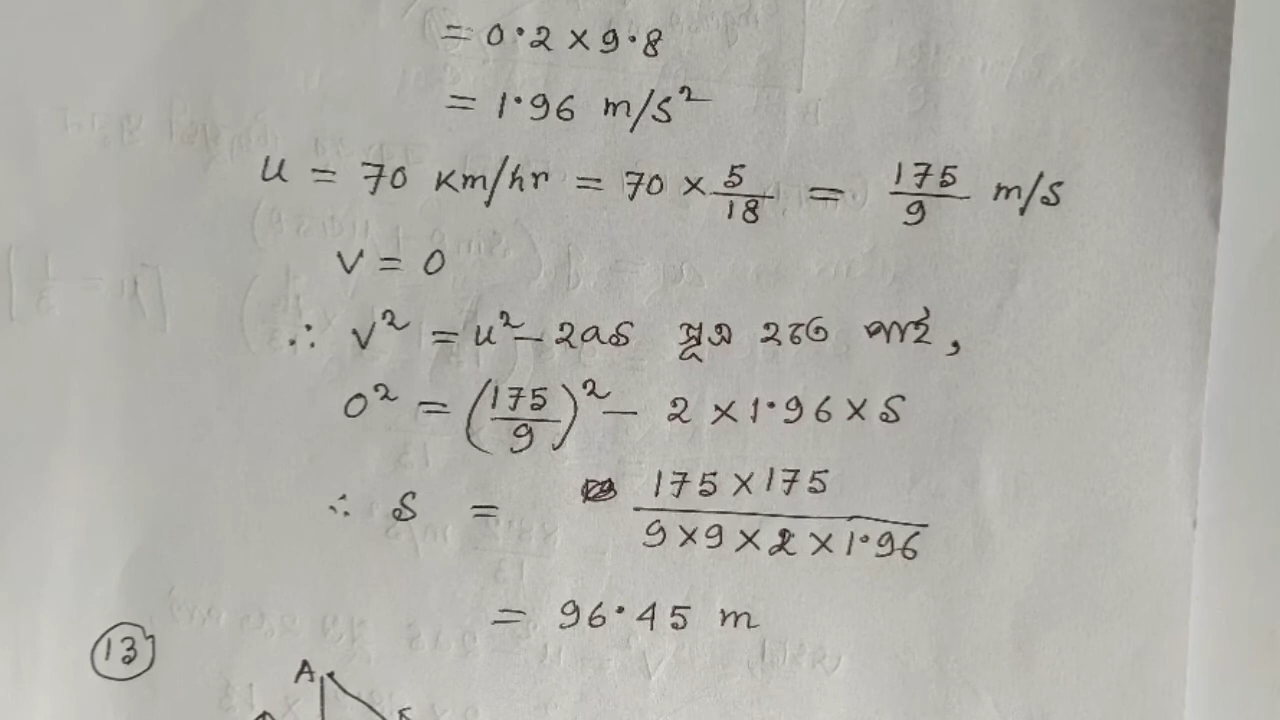 = 0.2 × 9.8
= 1.96 m/s²
u = 70 km/hr = 70 × 5/18 = 175/9 m/s
v = 0
∴ v² = u² – 2as সূত্র হতে পাই,
0² = (175/9)² – 2 × 1.96 × s
∴ s = 175 × 175 / 9 × 9 × 2 × 1.96
= 96.45 m
13
A